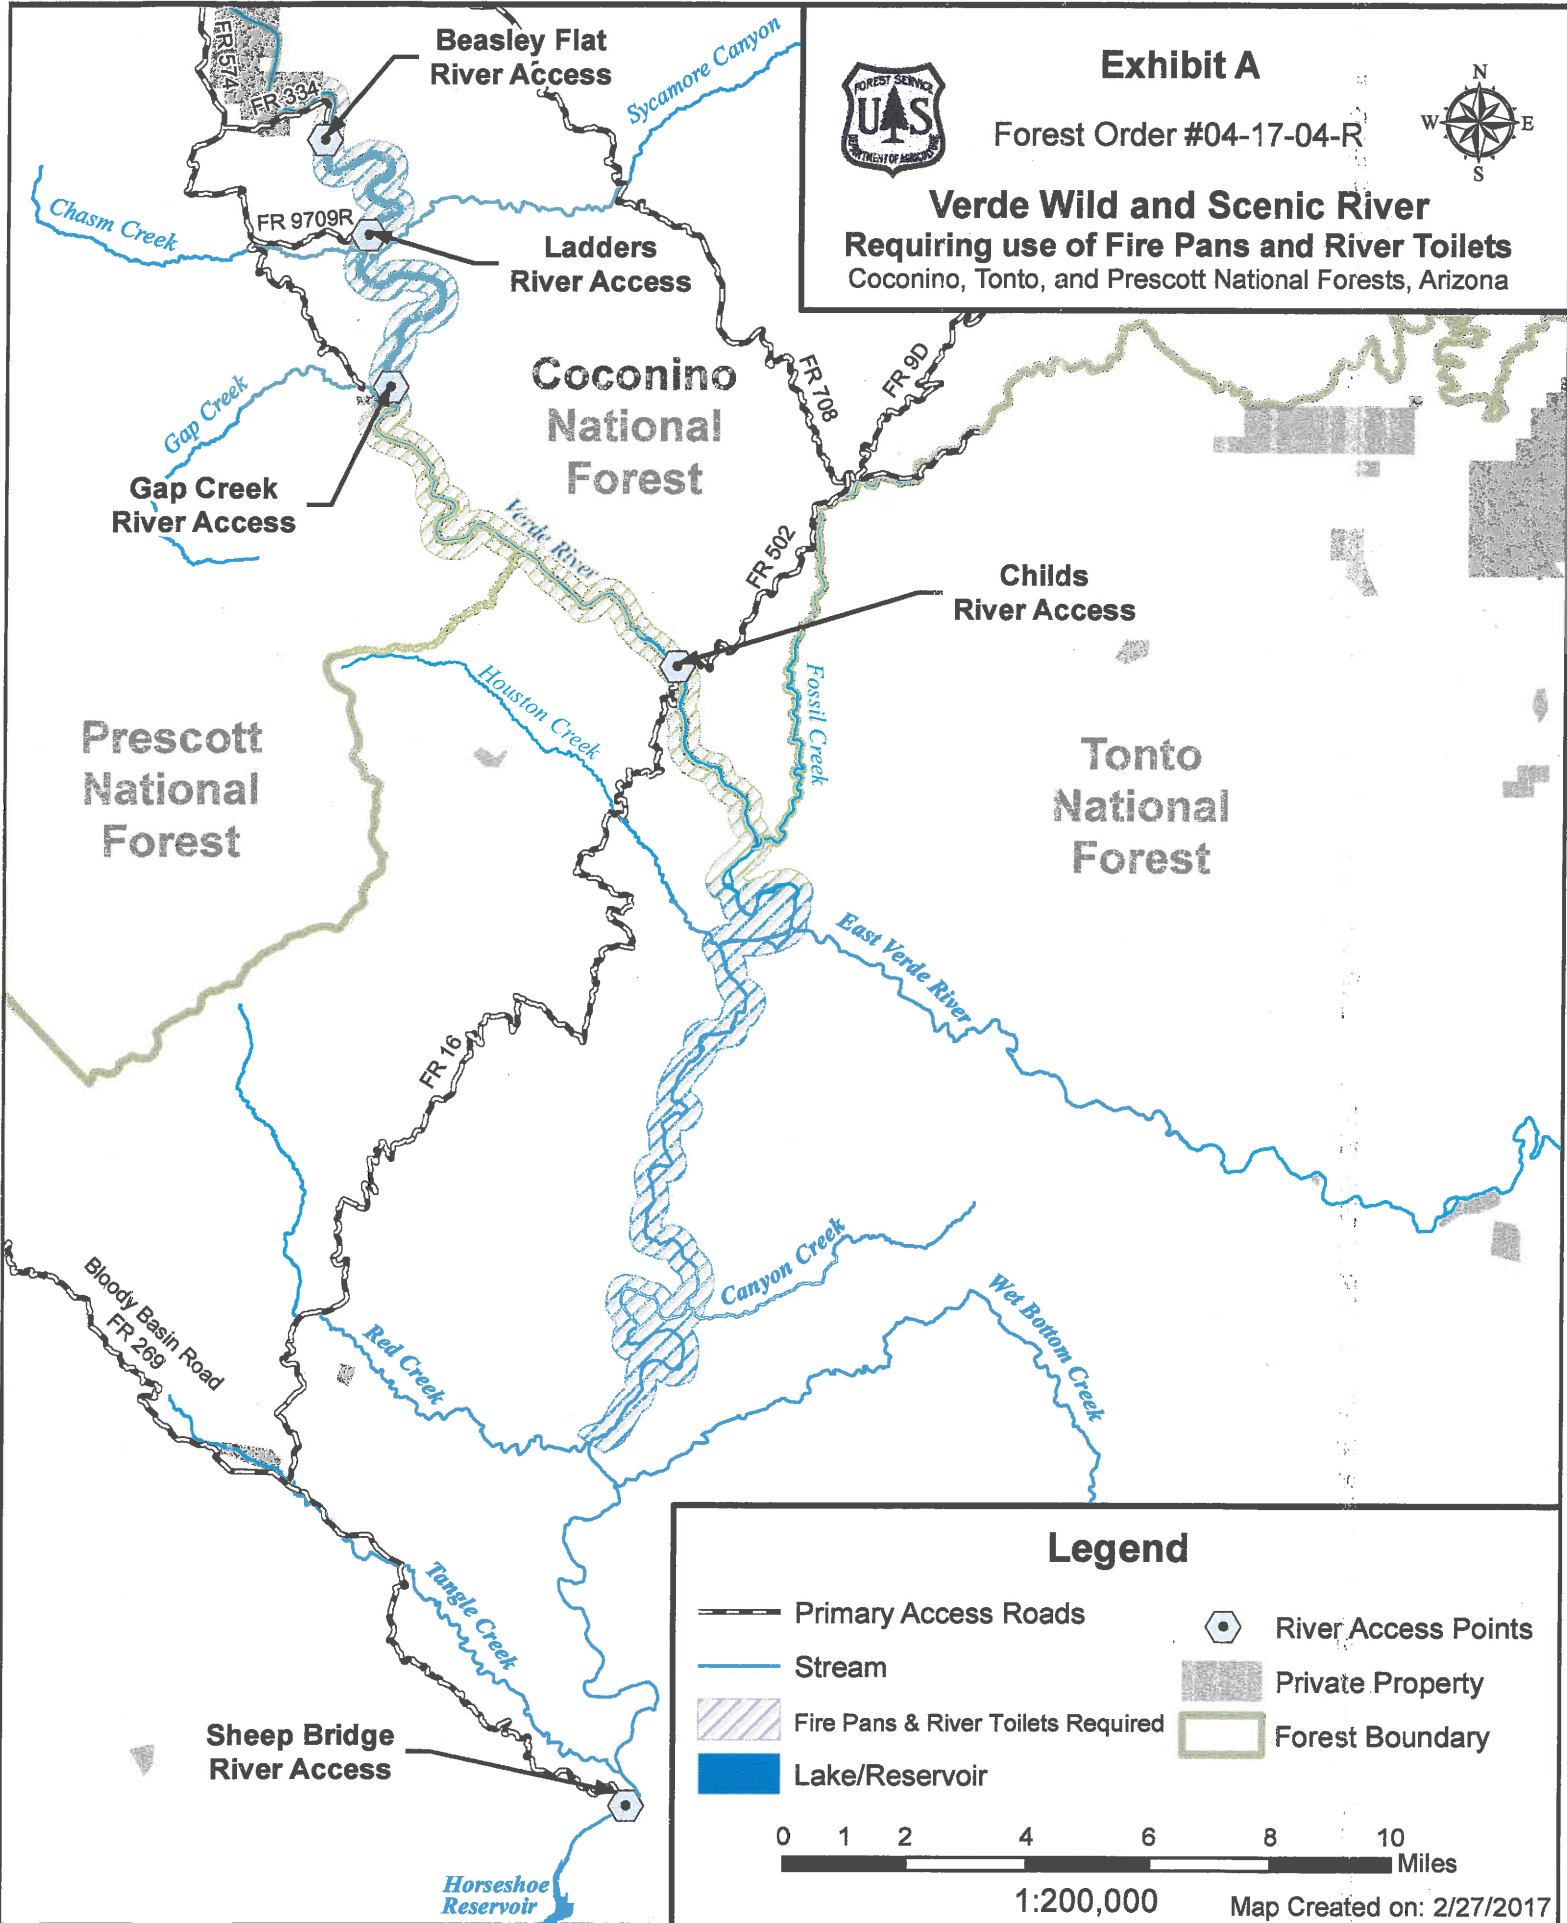 Exhibit A
Forest Order #04-17-04-R
Verde Wild and Scenic River
Requiring use of Fire Pans and River Toilets
Coconino, Tonto, and Prescott National Forests, Arizona
FOREST SERVICE
U S
DEPARTMENT OF AGRICULTURE
N
W
E
S
FR 574
FR 334
Beasley Flat
River Access
Sycamore Canyon
Chasm Creek
FR 9709R
Ladders
River Access
Coconino
National
Forest
FR 708
FR 9D
Gap Creek
Gap Creek
River Access
Verde River
FR 502
Childs
River Access
Houston Creek
Fossil Creek
Prescott
National
Forest
Tonto
National
Forest
East Verde River
FR 16
Canyon Creek
Wet Bottom Creek
Bloody Basin Road
FR 269
Red Creek
Tangle Creek
Sheep Bridge
River Access
Horseshoe
Reservoir
Legend
Primary Access Roads
Stream
Fire Pans & River Toilets Required
Lake/Reservoir
River Access Points
Private Property
Forest Boundary
0 1 2 4 6 8 10
Miles
1:200,000
Map Created on: 2/27/2017